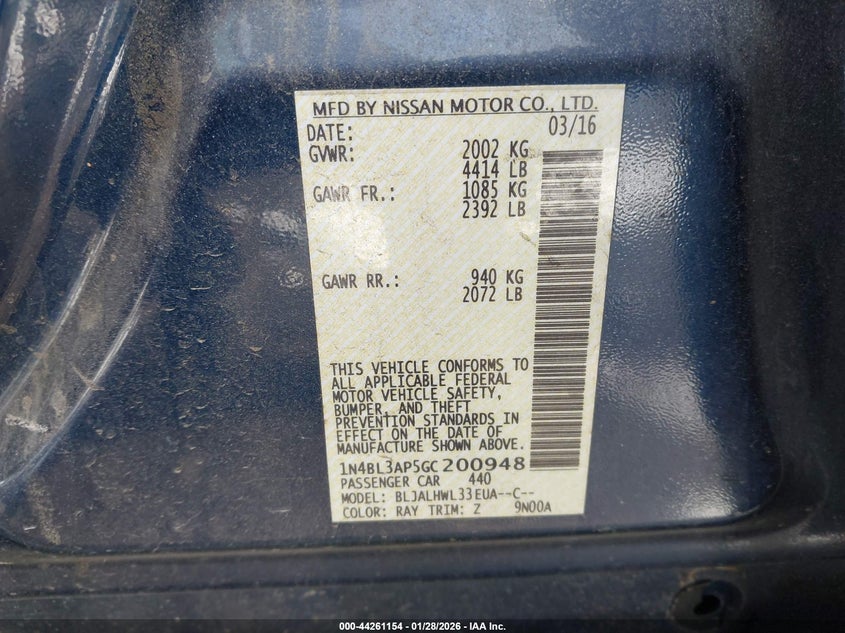 MFD BY NISSAN MOTOR CO., LTD.
DATE: 03/16
GVWR: 2002 KG
4414 LB
GAWR FR.: 1085 KG
2392 LB
GAWR RR.: 940 KG
2072 LB
THIS VEHICLE CONFORMS TO
ALL APPLICABLE FEDERAL
MOTOR VEHICLE SAFETY,
BUMPER, AND THEFT
PREVENTION STANDARDS IN
EFFECT ON THE DATE OF
MANUFACTURE SHOWN ABOVE.
1N4BL3AP5GC200948
PASSENGER CAR 440
MODEL: BLJALHWL33EUA--C--
COLOR: RAY TRIM: Z 9N00A
000-44261154 - 01/28/2026 - IAA Inc.